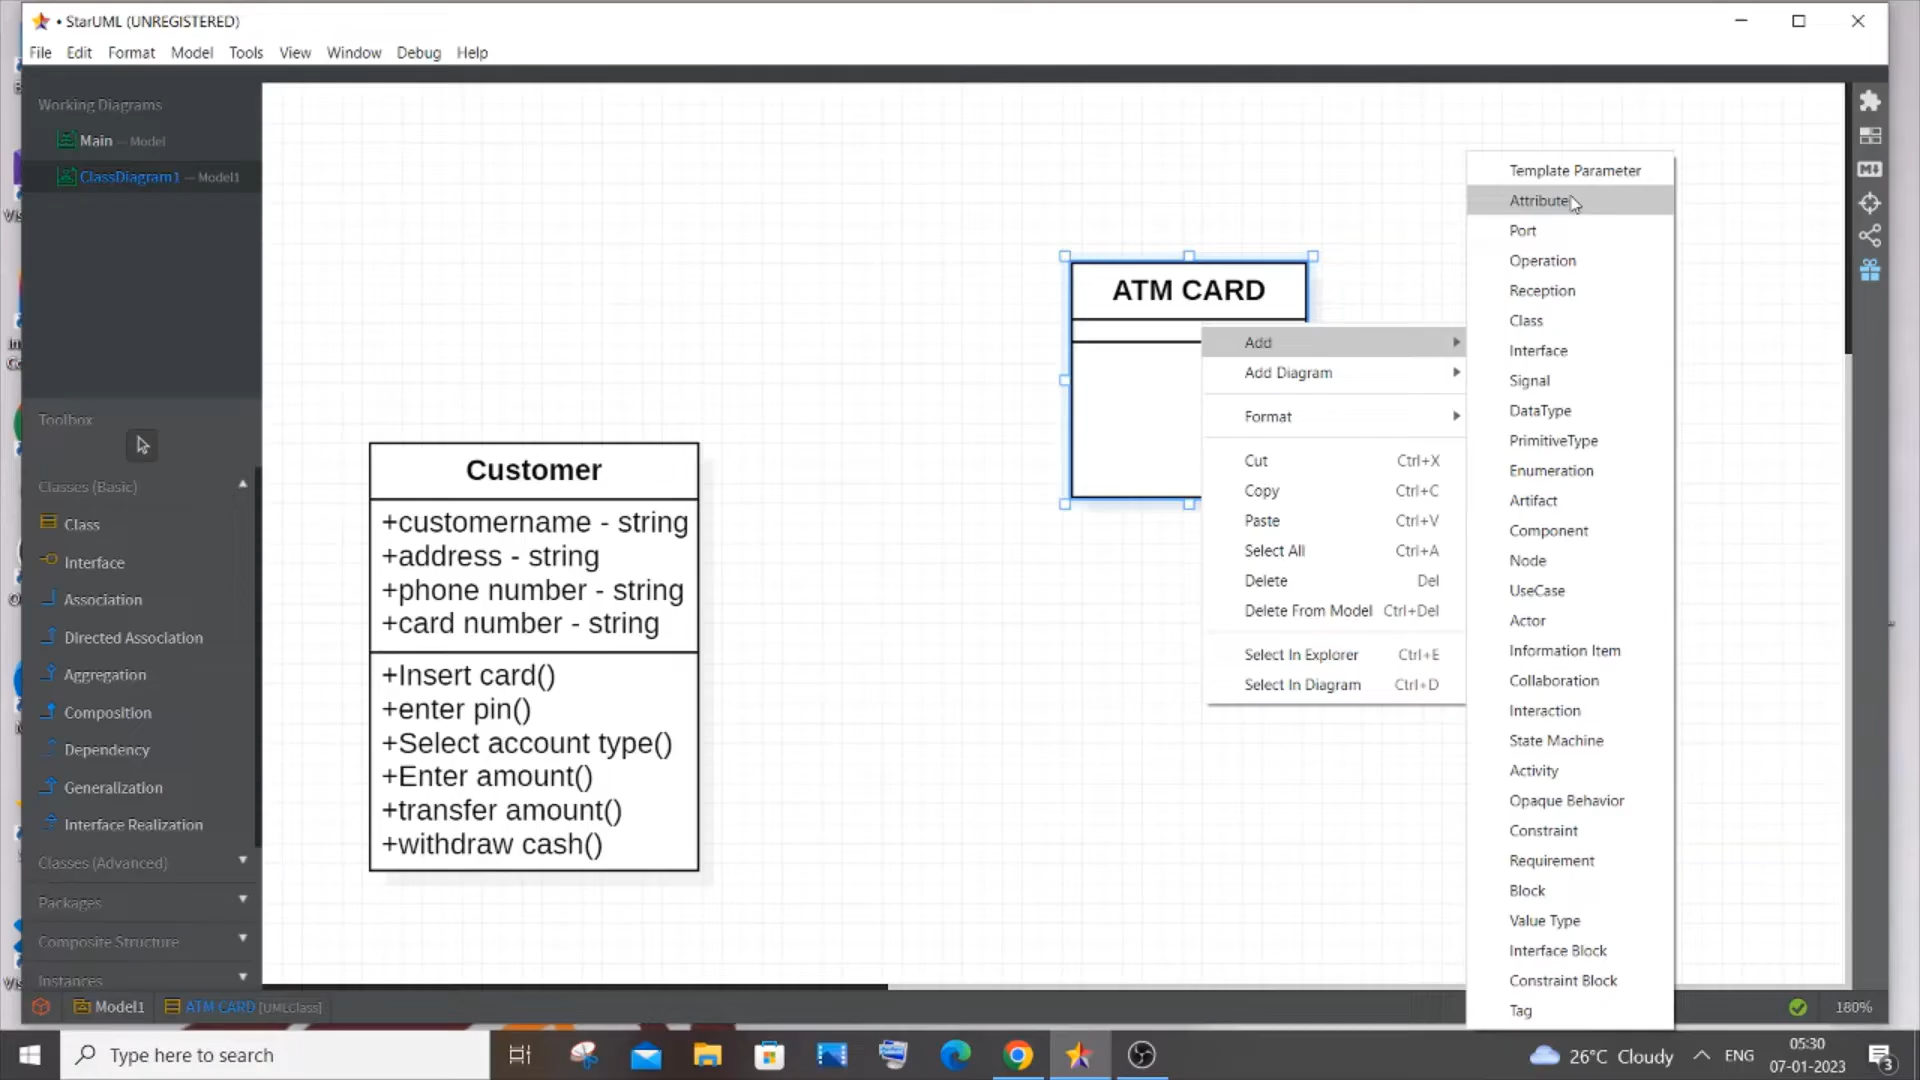 • StarUML (UNREGISTERED)
File Edit Format Model Tools View Window Debug Help
Working Diagrams
Main — Model
ClassDiagram1 — Model1
Toolbox
Classes (Basic)
Class
Interface
Association
Directed Association
Aggregation
Composition
Dependency
Generalization
Interface Realization
Classes (Advanced)
Packages
Composite Structure
Instances
Customer
+customername - string
+address - string
+phone number - string
+card number - string
+Insert card()
+enter pin()
+Select account type()
+Enter amount()
+transfer amount()
+withdraw cash()
ATM CARD
Add
Add Diagram
Format
Cut Ctrl+X
Copy Ctrl+C
Paste Ctrl+V
Select All Ctrl+A
Delete Del
Delete From Model Ctrl+Del
Select In Explorer Ctrl+E
Select In Diagram Ctrl+D
Template Parameter
Attribute
Port
Operation
Reception
Class
Interface
Signal
DataType
PrimitiveType
Enumeration
Artifact
Component
Node
UseCase
Actor
Information Item
Collaboration
Interaction
State Machine
Activity
Opaque Behavior
Constraint
Requirement
Block
Value Type
Interface Block
Constraint Block
Tag
M
Model1 ATM CARD [UMLClass]
180%
Type here to search
26°C Cloudy
ENG
05:30
07-01-2023
3